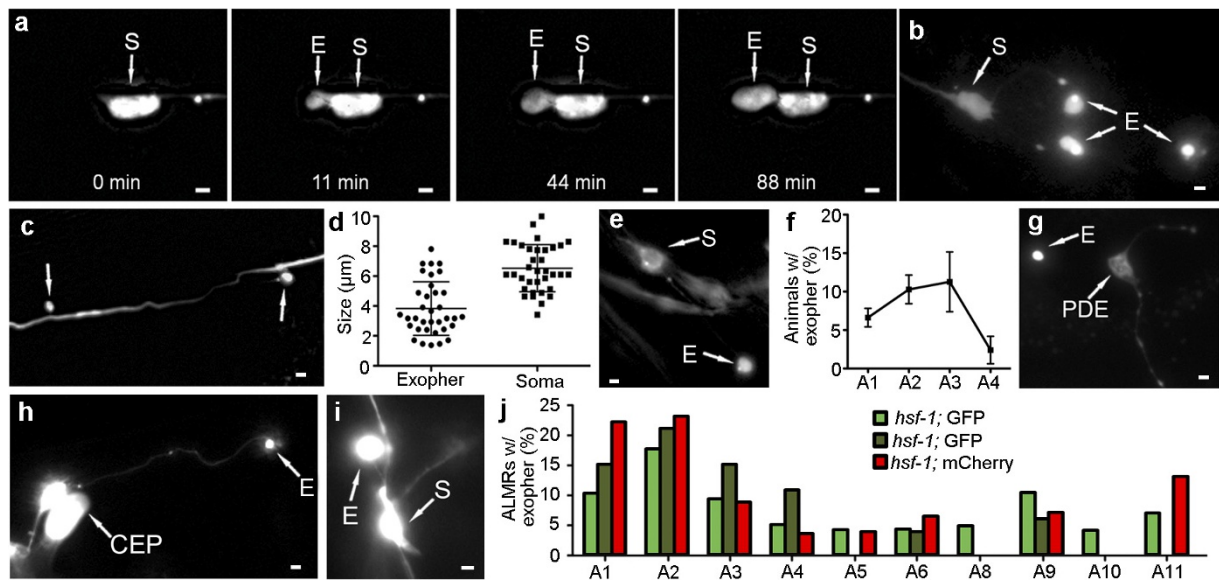 a
S
0 min
E S
11 min
E S
44 min
E S
88 min
b
S
E
c
d
Size (µm)
10
8
6
4
2
0
Exopher Soma
e
S
E
f
Animals w/
exopher (%)
20
15
10
5
0
A1 A2 A3 A4
g
E
PDE
h
CEP
E
i
E
S
j
ALMRs w/
exopher (%)
25
20
15
10
5
0
hsf-1; GFP
hsf-1; GFP
hsf-1; mCherry
A1 A2 A3 A4 A5 A6 A8 A9 A10 A11